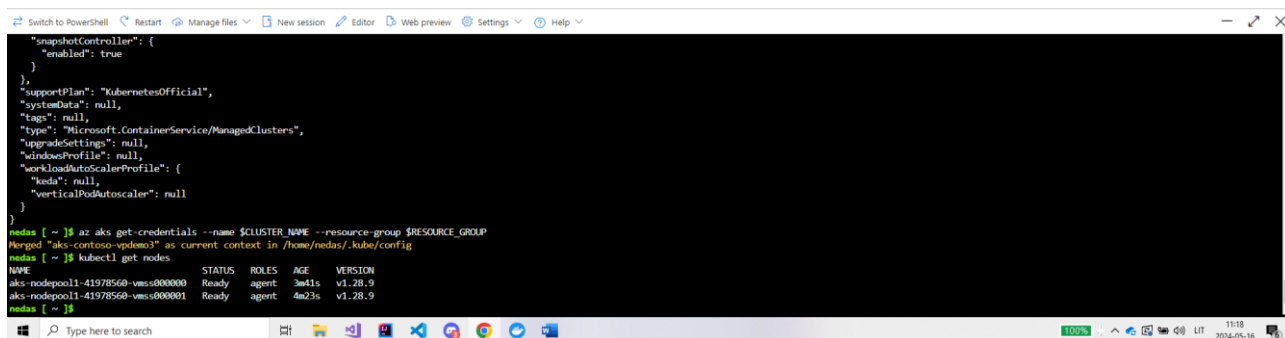 Switch to PowerShell Restart Manage files New session Editor Web preview Settings Help
"snapshotController": {
"enabled": true
}
},
"supportPlan": "KubernetesOfficial",
"systemData": null,
"tags": null,
"type": "Microsoft.ContainerService/ManagedClusters",
"upgradeSettings": null,
"windowsProfile": null,
"workloadAutoScalerProfile": {
"keda": null,
"verticalPodAutoscaler": null
}
}
nedas [ ~ ]$ az aks get-credentials --name $CLUSTER_NAME --resource-group $RESOURCE_GROUP
Merged "aks-contoso-vpdemo3" as current context in /home/nedas/.kube/config
nedas [ ~ ]$ kubectl get nodes
NAME STATUS ROLES AGE VERSION
aks-nodepool1-41978560-vmss000000 Ready agent 3m41s v1.28.9
aks-nodepool1-41978560-vmss000001 Ready agent 4m23s v1.28.9
nedas [ ~ ]$
Type here to search 100% LIT 11:18
2024-05-16